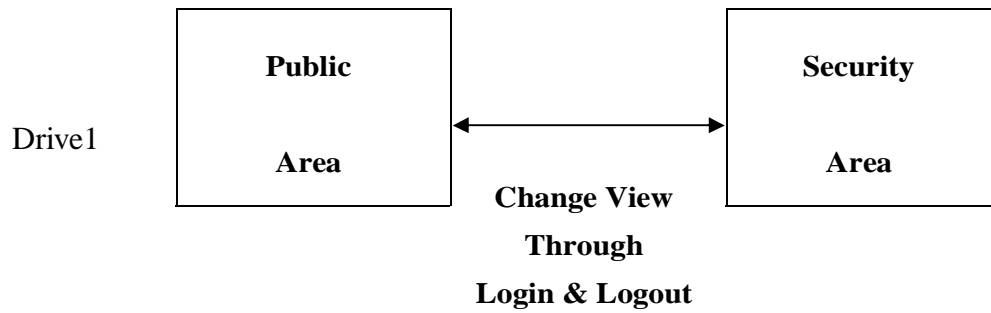 Drive1
Public
Area
Security
Area
Change View
Through
Login & Logout